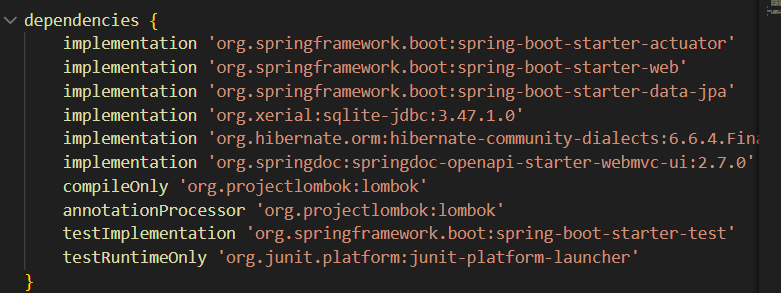 dependencies {
implementation 'org.springframework.boot:spring-boot-starter-actuator'
implementation 'org.springframework.boot:spring-boot-starter-web'
implementation 'org.springframework.boot:spring-boot-starter-data-jpa'
implementation 'org.xerial:sqlite-jdbc:3.47.1.0'
implementation 'org.hibernate.orm:hibernate-community-dialects:6.6.4.Fina
implementation 'org.springdoc:springdoc-openapi-starter-webmvc-ui:2.7.0'
compileOnly 'org.projectlombok:lombok'
annotationProcessor 'org.projectlombok:lombok'
testImplementation 'org.springframework.boot:spring-boot-starter-test'
testRuntimeOnly 'org.junit.platform:junit-platform-launcher'
}